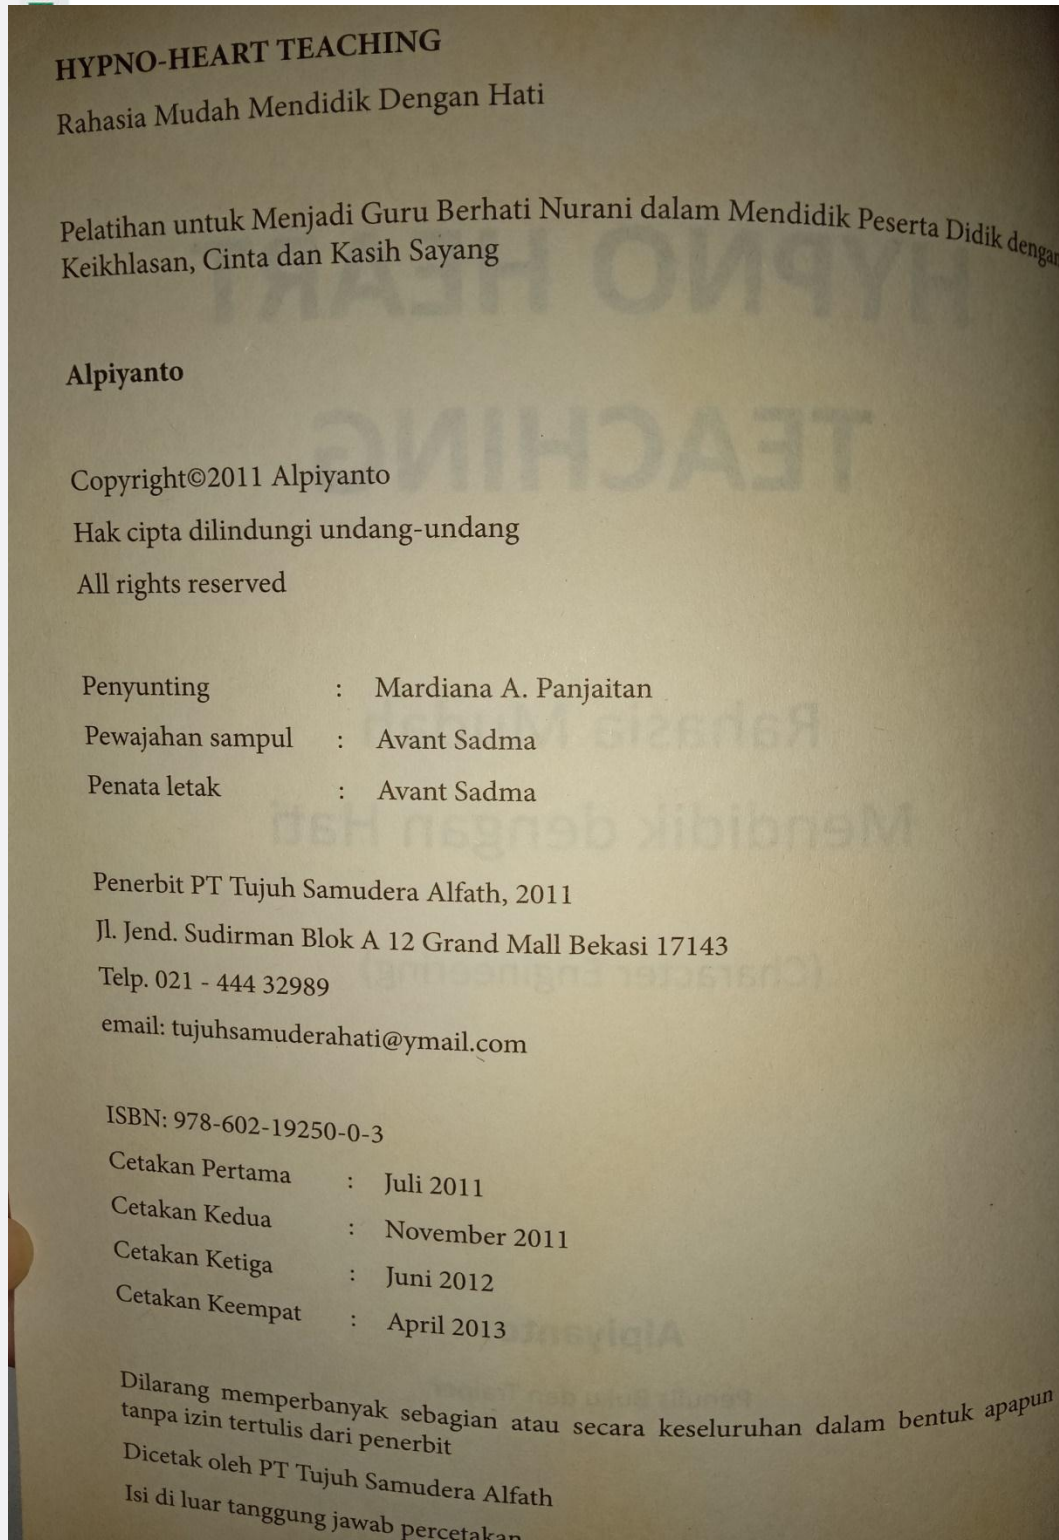 HYPNO-HEART TEACHING
Rahasia Mudah Mendidik Dengan Hati
Pelatihan untuk Menjadi Guru Berhati Nurani dalam Mendidik Peserta Didik dengan
Keikhlasan, Cinta dan Kasih Sayang
Alpiyanto
Copyright©2011 Alpiyanto
Hak cipta dilindungi undang-undang
All rights reserved
Penyunting : Mardiana A. Panjaitan
Pewajahan sampul : Avant Sadma
Penata letak : Avant Sadma
Penerbit PT Tujuh Samudera Alfath, 2011
Jl. Jend. Sudirman Blok A 12 Grand Mall Bekasi 17143
Telp. 021 - 444 32989
email: tujuhsamuderahati@ymail.com
ISBN: 978-602-19250-0-3
Cetakan Pertama : Juli 2011
Cetakan Kedua : November 2011
Cetakan Ketiga : Juni 2012
Cetakan Keempat : April 2013
Dilarang memperbanyak sebagian atau secara keseluruhan dalam bentuk apapun
tanpa izin tertulis dari penerbit
Dicetak oleh PT Tujuh Samudera Alfath
Isi di luar tanggung jawab percetakan